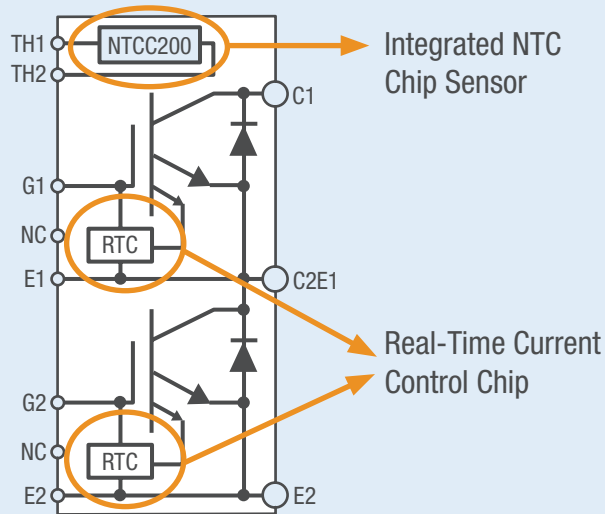 TH1
NTCC200
TH2
Integrated NTC
Chip Sensor
C1
G1
NC
RTC
E1
C2E1
Real-Time Current
Control Chip
G2
NC
RTC
E2
E2